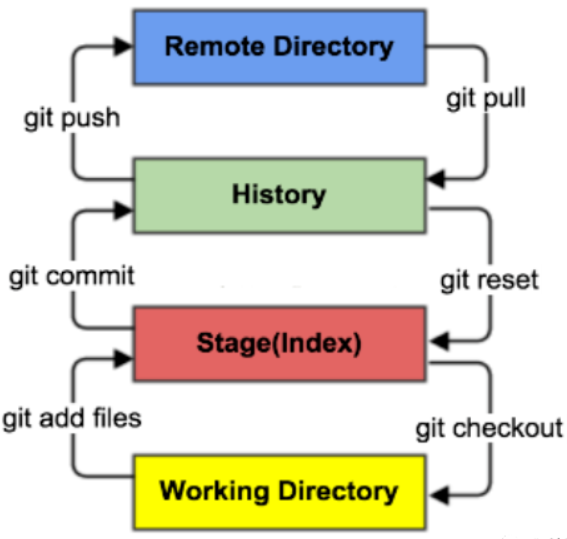 Remote Directory
git pull
git push
History
git commit
git reset
Stage(Index)
git add files
git checkout
Working Directory